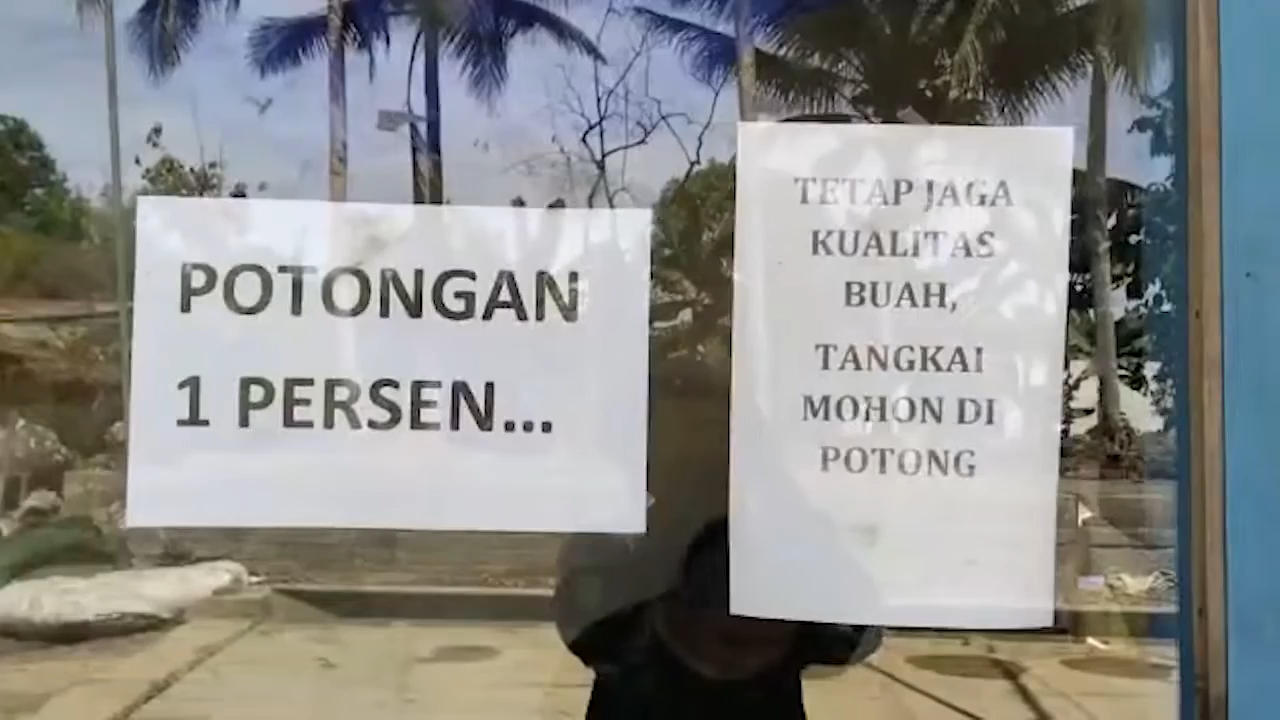 POTONGAN
1 PERSEN...
TETAP JAGA
KUALITAS
BUAH,
TANGKAI
MOHON DI
POTONG